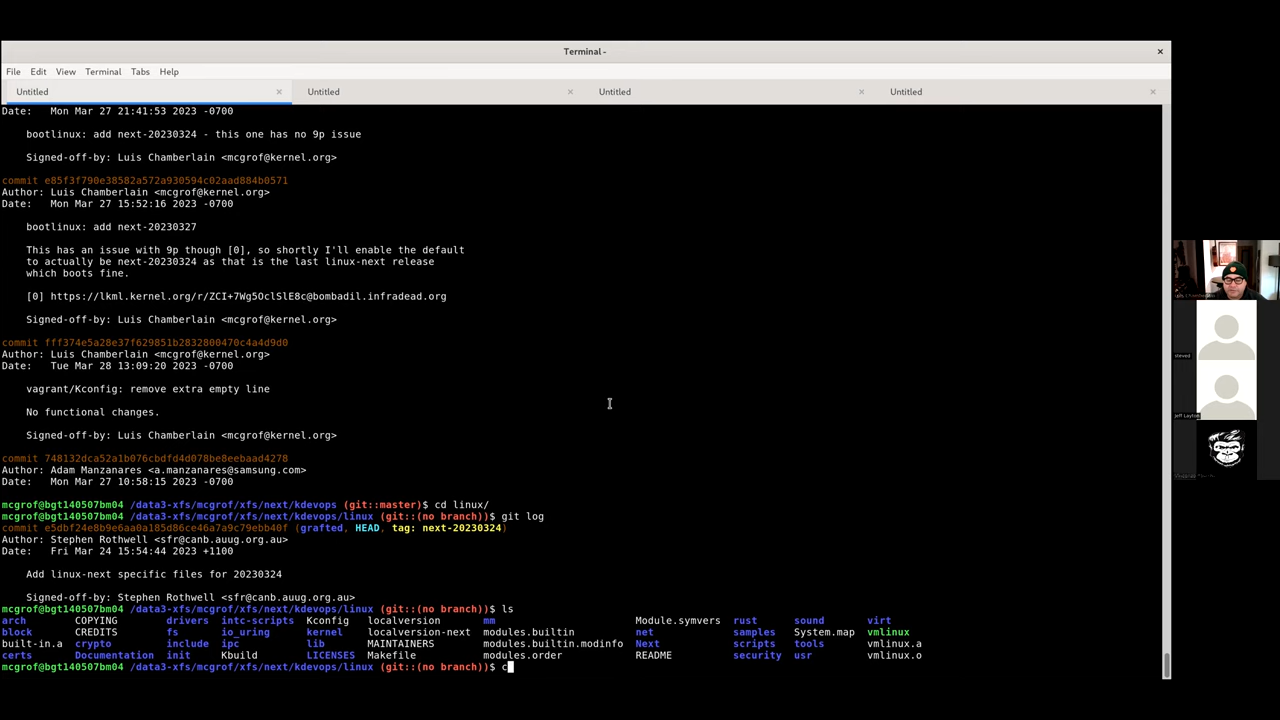 Terminal -
File Edit View Terminal Tabs Help
Untitled Untitled Untitled Untitled
Date:   Mon Mar 27 21:41:53 2023 -0700
bootlinux: add next-20230324 - this one has no 9p issue
Signed-off-by: Luis Chamberlain <mcgrof@kernel.org>
commit e85f3f790e38582a572a930594c02aad884b0571
Author: Luis Chamberlain <mcgrof@kernel.org>
Date:   Mon Mar 27 15:52:16 2023 -0700
bootlinux: add next-20230327
This has an issue with 9p though [0], so shortly I'll enable the default
to actually be next-20230324 as that is the last linux-next release
which boots fine.
[0] https://lkml.kernel.org/r/ZCI+7Wg5OclSlE8c@bombadil.infradead.org
Signed-off-by: Luis Chamberlain <mcgrof@kernel.org>
commit fff374e5a28e37f629851b2832800470c4a4d9d0
Author: Luis Chamberlain <mcgrof@kernel.org>
Date:   Tue Mar 28 13:09:20 2023 -0700
vagrant/Kconfig: remove extra empty line
No functional changes.
Signed-off-by: Luis Chamberlain <mcgrof@kernel.org>
commit 748132dca52a1b076cbdfd4d078be8eebaad4278
Author: Adam Manzanares <a.manzanares@samsung.com>
Date:   Mon Mar 27 10:58:15 2023 -0700
mcgrof@bgt140507bm04 /data3-xfs/mcgrof/xfs/next/kdevops (git::master)$ cd linux/
mcgrof@bgt140507bm04 /data3-xfs/mcgrof/xfs/next/kdevops/linux (git::(no branch))$ git log
commit e5dbf24e8b9e6aa0a185d86ce46a7a9c79ebb40f (grafted, HEAD, tag: next-20230324)
Author: Stephen Rothwell <sfr@canb.auug.org.au>
Date:   Fri Mar 24 15:54:44 2023 +1100
Add linux-next specific files for 20230324
Signed-off-by: Stephen Rothwell <sfr@canb.auug.org.au>
mcgrof@bgt140507bm04 /data3-xfs/mcgrof/xfs/next/kdevops/linux (git::(no branch))$ ls
arch COPYING drivers intc-scripts Kconfig localversion mm Module.symvers rust sound virt
block CREDITS fs io_uring kernel localversion-next modules.builtin net samples System.map vmlinux
built-in.a crypto include ipc lib MAINTAINERS modules.builtin.modinfo Next scripts tools vmlinux.a
certs Documentation init Kbuild LICENSES Makefile modules.order README security usr vmlinux.o
mcgrof@bgt140507bm04 /data3-xfs/mcgrof/xfs/next/kdevops/linux (git::(no branch))$ c
steved
Jeff Layton